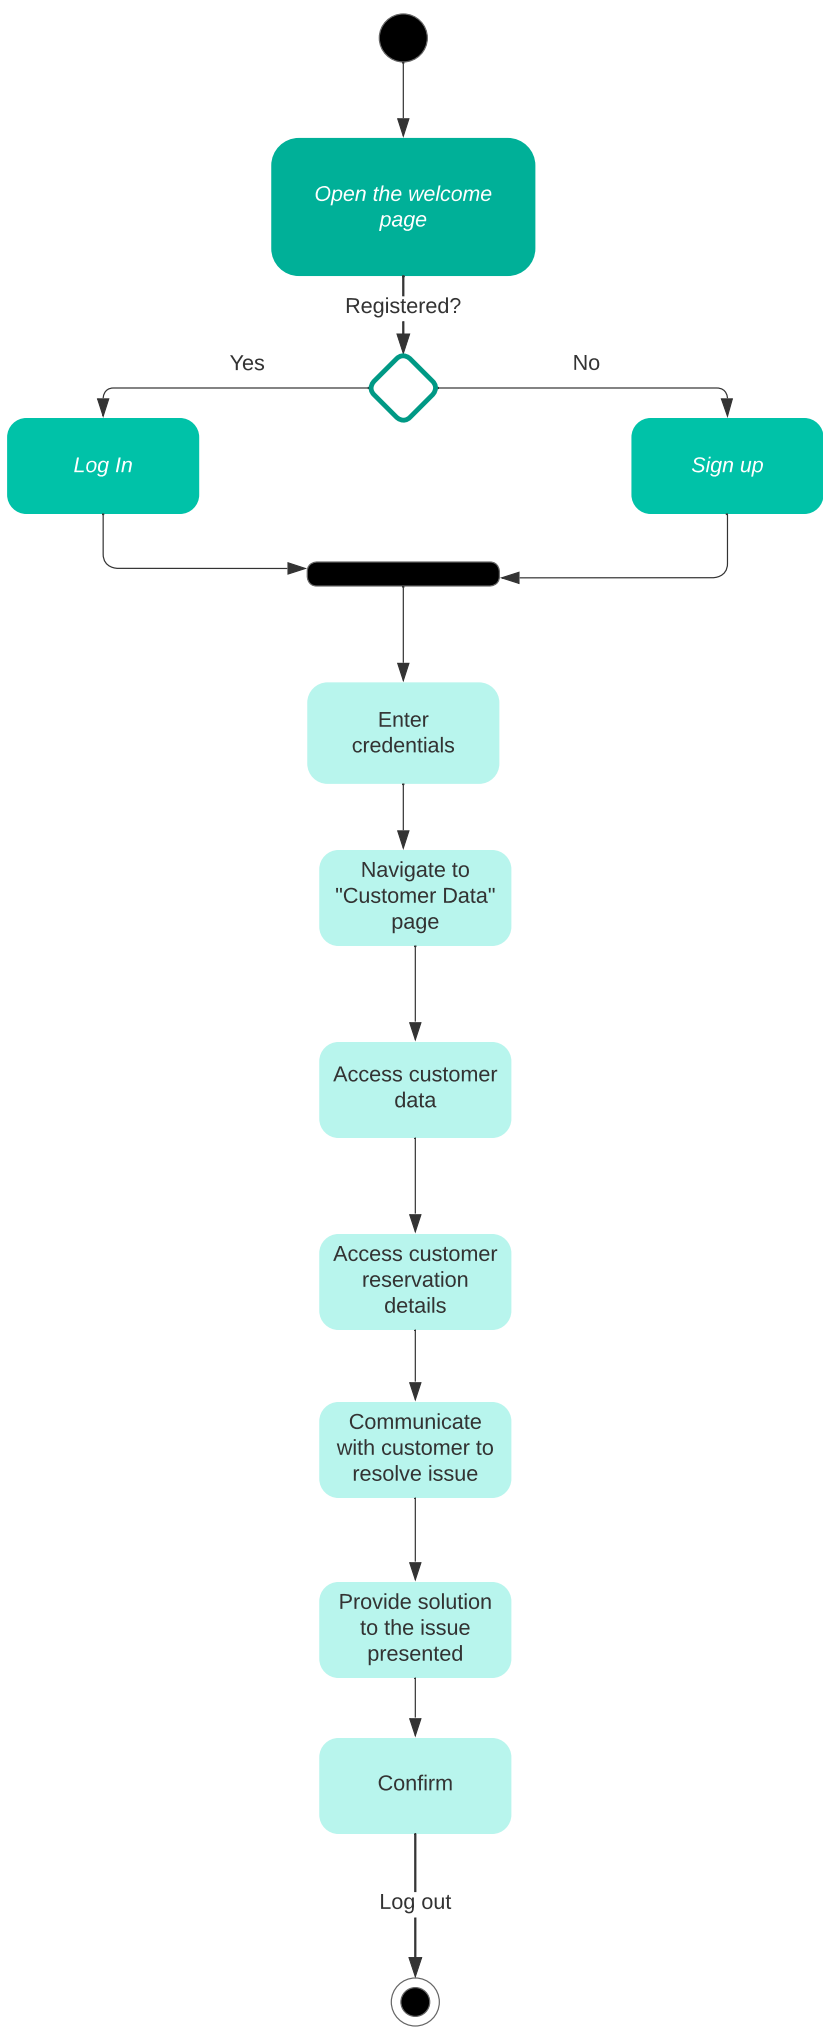 Open the welcome
page
Registered?
Yes
No
Log In
Sign up
Enter
credentials
Navigate to
"Customer Data"
page
Access customer
data
Access customer
reservation
details
Communicate
with customer to
resolve issue
Provide solution
to the issue
presented
Confirm
Log out